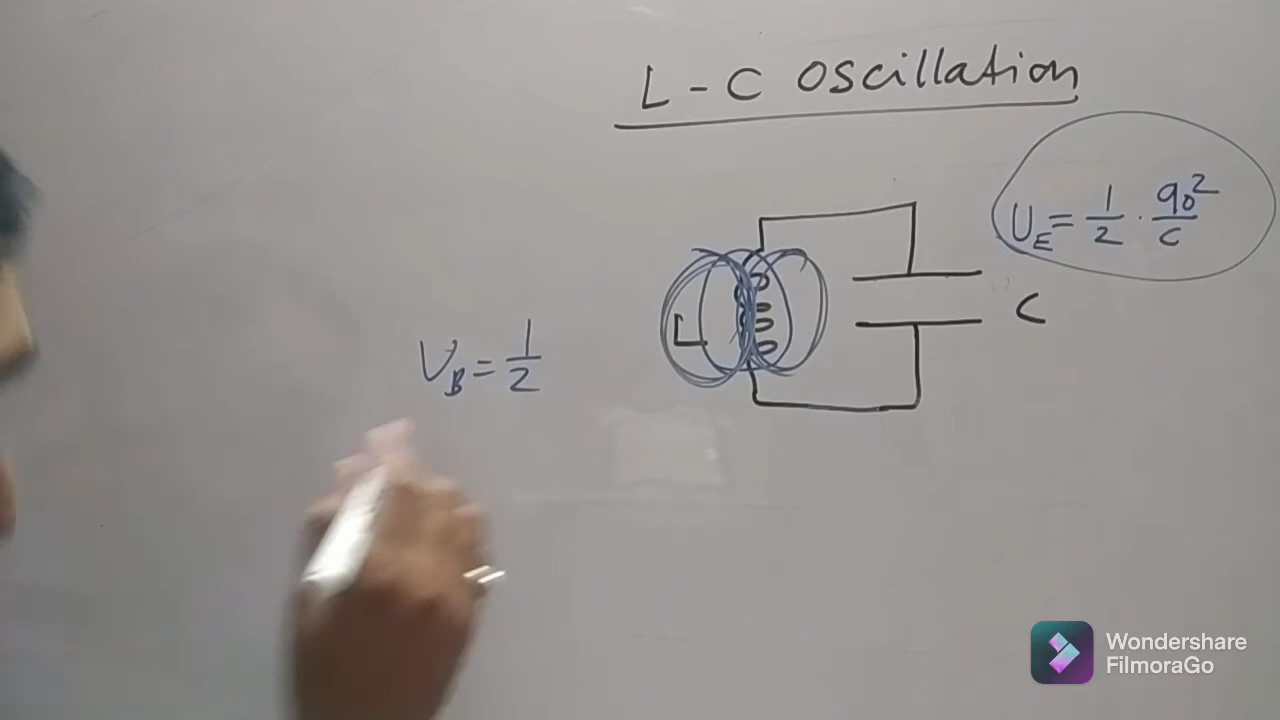 L - C Oscillation
U_E = 1/2 · q₀²/C
L
C
U_B = 1/2
Wondershare
FilmoraGo